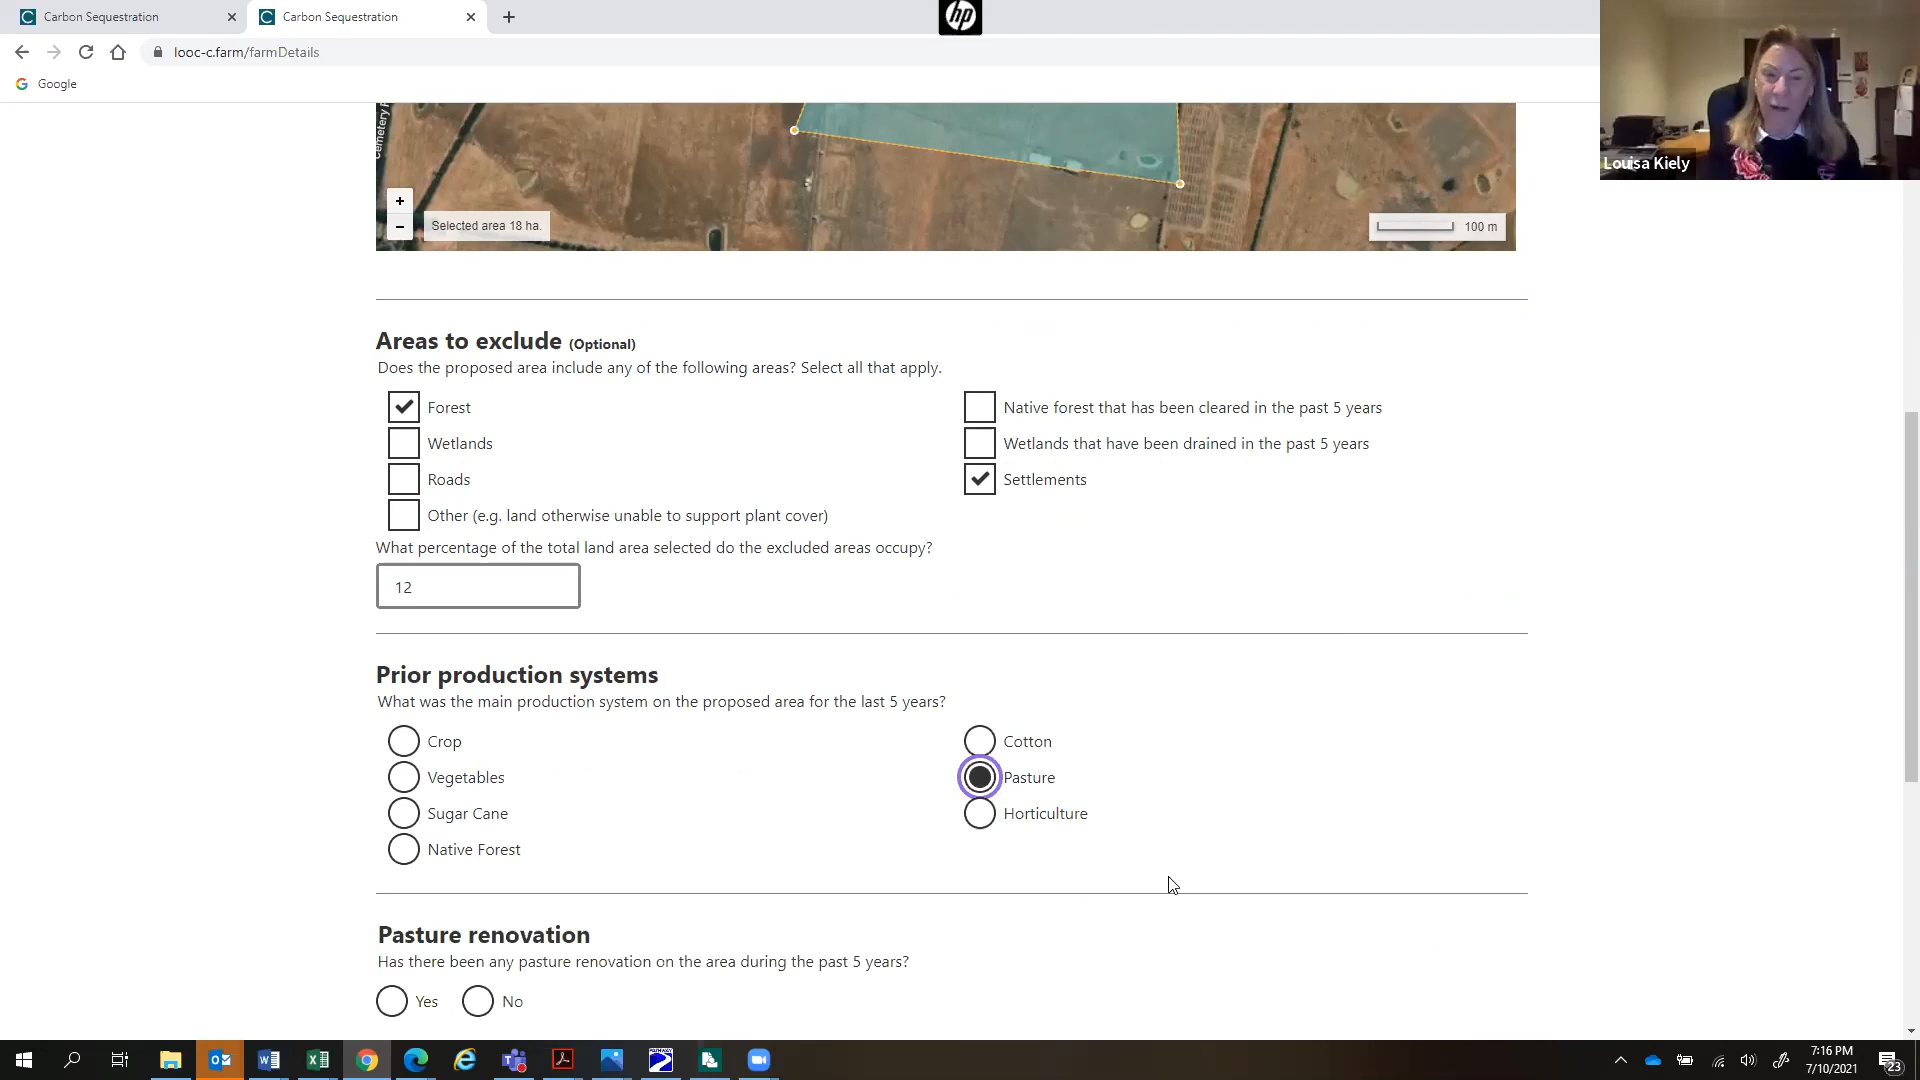 Carbon Sequestration
Carbon Sequestration
hp
looc-c.farm/farmDetails
Google
Louisa Kiely
+
−
Selected area 18 ha.
100 m
Areas to exclude (Optional)
Does the proposed area include any of the following areas? Select all that apply.
Forest
Native forest that has been cleared in the past 5 years
Wetlands
Wetlands that have been drained in the past 5 years
Roads
Settlements
Other (e.g. land otherwise unable to support plant cover)
What percentage of the total land area selected do the excluded areas occupy?
12
Prior production systems
What was the main production system on the proposed area for the last 5 years?
Crop
Cotton
Vegetables
Pasture
Sugar Cane
Horticulture
Native Forest
Pasture renovation
Has there been any pasture renovation on the area during the past 5 years?
Yes
No
7:16 PM
7/10/2021
23